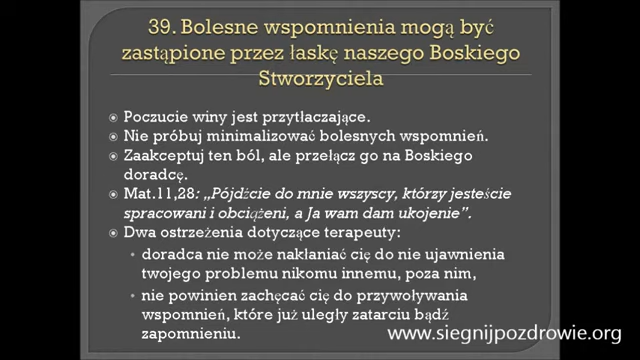 39. Bolesne wspomnienia mogą być
zastąpione przez łaskę naszego Boskiego
Stworzyciela
Poczucie winy jest przytłaczające.
Nie próbuj minimalizować bolesnych wspomnień.
Zaakceptuj ten ból, ale przełącz go na Boskiego
doradcę.
Mat.11,28: „Pójdźcie do mnie wszyscy, którzy jesteście
spracowani i obciążeni, a Ja wam dam ukojenie”.
Dwa ostrzeżenia dotyczące terapeuty:
doradca nie może nakłaniać cię do nie ujawnienia
twojego problemu nikomu innemu, poza nim,
nie powinien zachęcać cię do przywoływania
wspomnień, które już uległy zatarciu bądź
zapomnieniu.
www.siegnijpozdrowie.org